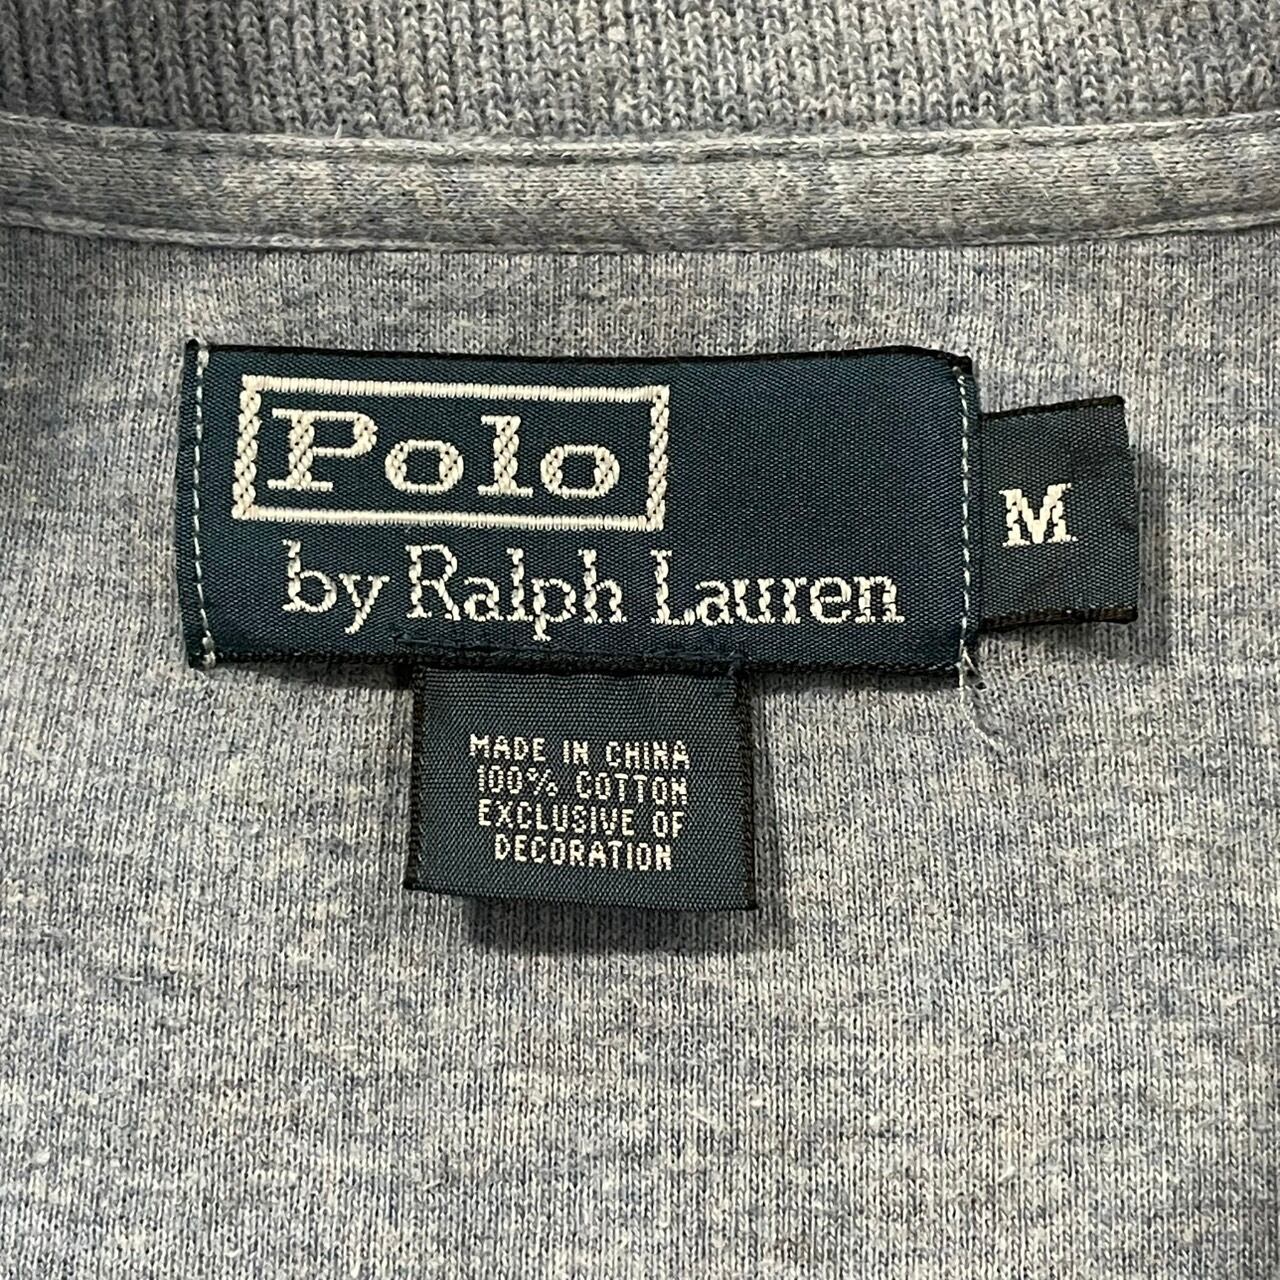 Polo
by Ralph Lauren
M
MADE IN CHINA
100% COTTON
EXCLUSIVE OF
DECORATION